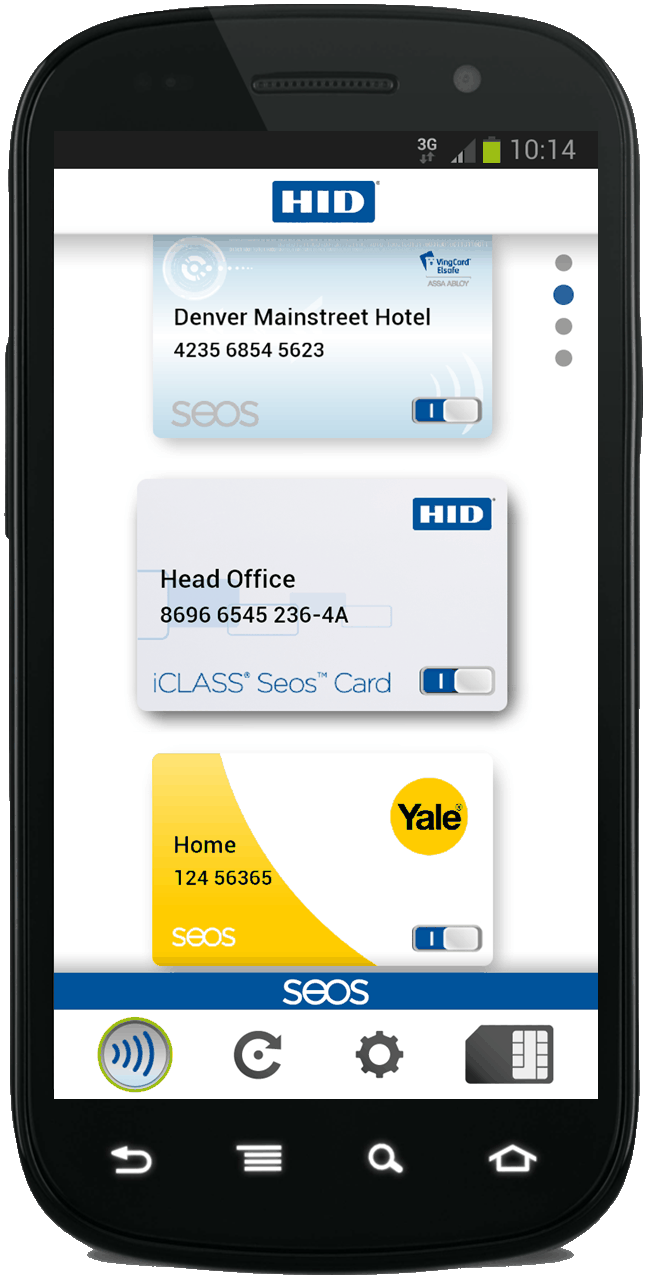 3G 10:14
HID
VingCard
Elsafe
ASSA ABLOY
Denver Mainstreet Hotel
4235 6854 5623
seos
I
HID
Head Office
8696 6545 236-4A
iCLASS® Seos™ Card
I
Yale
Home
124 56365
seos
I
seos